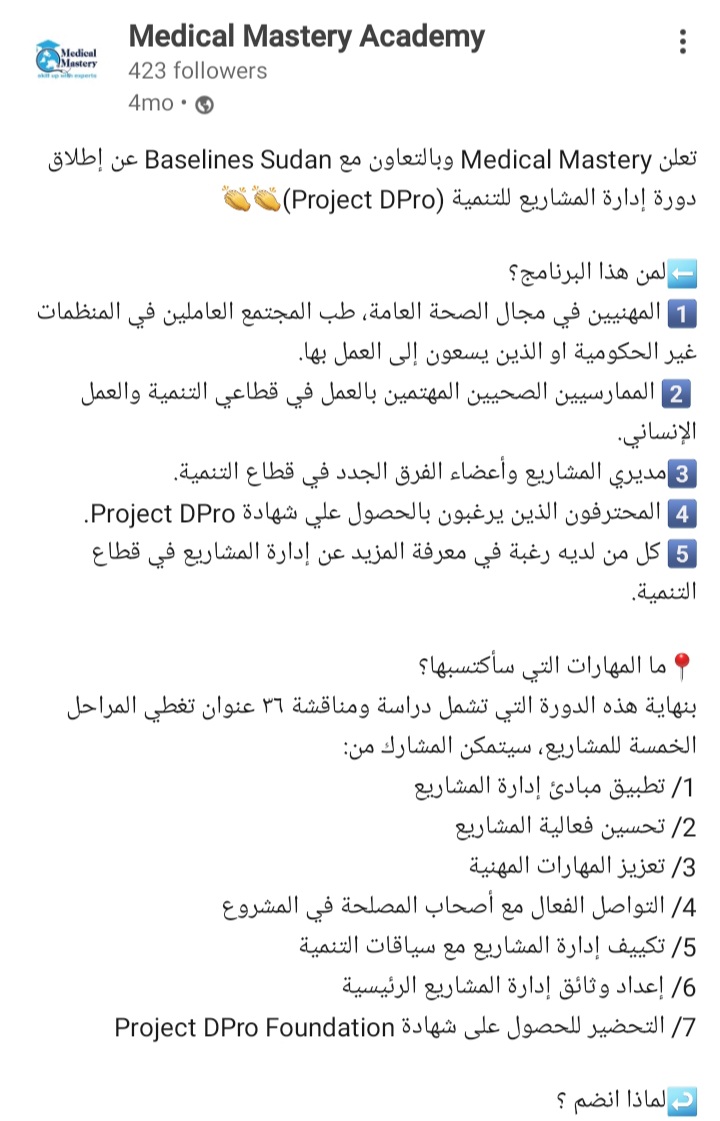 Medical Mastery Academy
Medical
Mastery
skill up with experts
423 followers
4mo •
تعلن Medical Mastery وبالتعاون مع Baselines Sudan عن إطلاق
دورة إدارة المشاريع للتنمية (Project DPro)👏👏
⬅️لمن هذا البرنامج؟
1️⃣ المهنيين في مجال الصحة العامة، طب المجتمع العاملين في المنظمات
غير الحكومية او الذين يسعون إلى العمل بها.
2️⃣ الممارسيين الصحيين المهتمين بالعمل في قطاعي التنمية والعمل
الإنساني.
3️⃣مديري المشاريع وأعضاء الفرق الجدد في قطاع التنمية.
4️⃣ المحترفون الذين يرغبون بالحصول علي شهادة Project DPro.
5️⃣ كل من لديه رغبة في معرفة المزيد عن إدارة المشاريع في قطاع
التنمية.
📍ما المهارات التي سأكتسبها؟
بنهاية هذه الدورة التي تشمل دراسة ومناقشة ٣٦ عنوان تغطي المراحل
الخمسة للمشاريع، سيتمكن المشارك من:
1/ تطبيق مبادئ إدارة المشاريع
2/ تحسين فعالية المشاريع
3/ تعزيز المهارات المهنية
4/ التواصل الفعال مع أصحاب المصلحة في المشروع
5/ تكييف إدارة المشاريع مع سياقات التنمية
6/ إعداد وثائق إدارة المشاريع الرئيسية
7/ التحضير للحصول على شهادة Project DPro Foundation
↩️لماذا انضم ؟